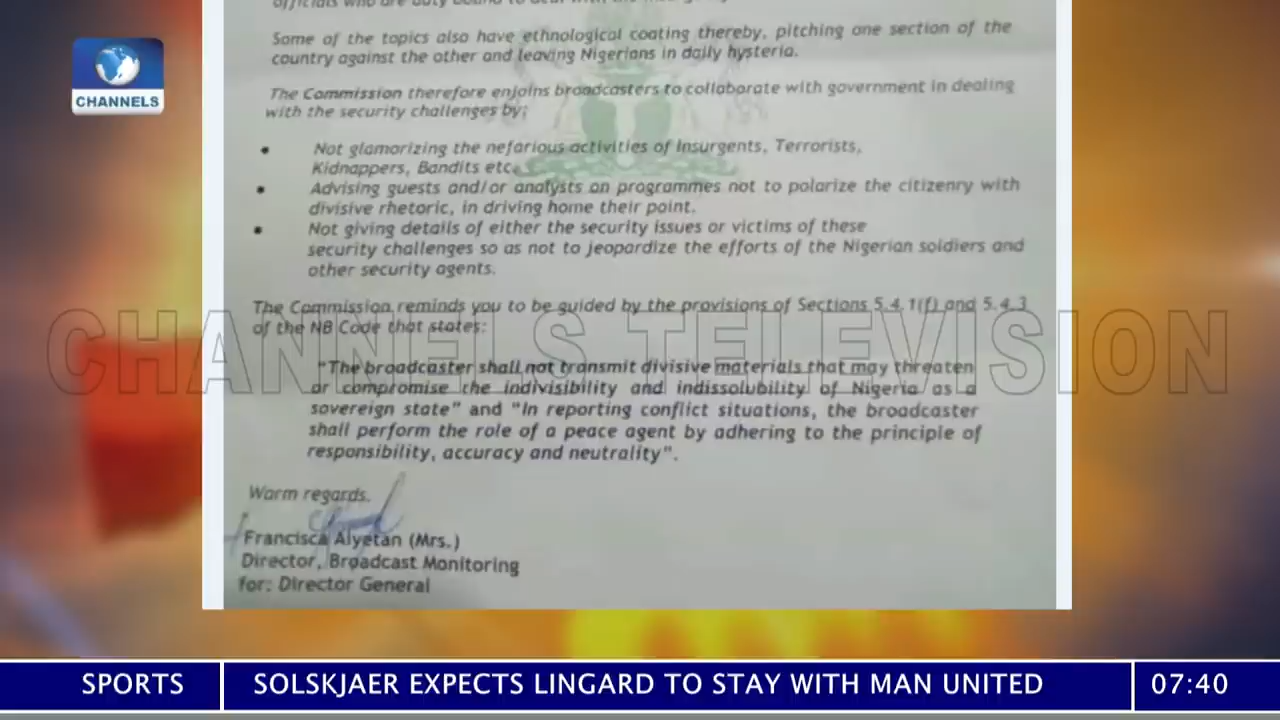 officials who are duty bound to deal with the
Some of the topics also have ethnological coating thereby, pitching one section of the
country against the other and leaving Nigerians in daily hysteria.
The Commission therefore enjoins broadcasters to collaborate with government in dealing
with the security challenges by;
• Not glamorizing the nefarious activities of Insurgents, Terrorists,
Kidnappers, Bandits etc.
• Advising guests and/or analysts on programmes not to polarize the citizenry with
divisive rhetoric, in driving home their point.
• Not giving details of either the security issues or victims of these
security challenges so as not to jeopardize the efforts of the Nigerian soldiers and
other security agents.
The Commission reminds you to be guided by the provisions of Sections 5.4.1(f) and 5.4.3
of the NB Code that states:
"The broadcaster shall not transmit divisive materials that may threaten
or compromise the indivisibility and indissolubility of Nigeria as a
sovereign state" and "In reporting conflict situations, the broadcaster
shall perform the role of a peace agent by adhering to the principle of
responsibility, accuracy and neutrality".
Warm regards.
Francisca Aiyetan (Mrs.)
Director, Broadcast Monitoring
for: Director General
CHANNELS
CHANNELS TELEVISION
SPORTS SOLSKJAER EXPECTS LINGARD TO STAY WITH MAN UNITED 07:40